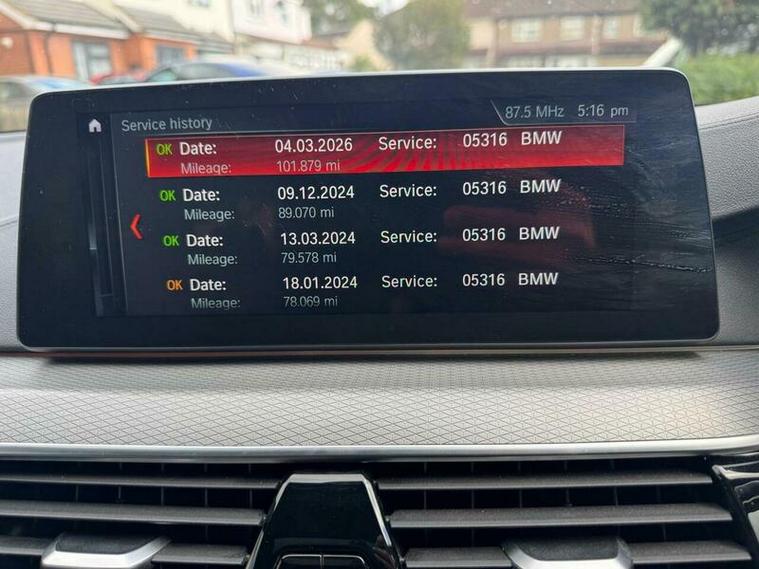 87.5 MHz 5:16 pm
Service history
OK Date: 04.03.2026 Service: 05316 BMW
Mileage: 101.879 mi
OK Date: 09.12.2024 Service: 05316 BMW
Mileage: 89.070 mi
OK Date: 13.03.2024 Service: 05316 BMW
Mileage: 79.578 mi
OK Date: 18.01.2024 Service: 05316 BMW
Mileage: 78.069 mi